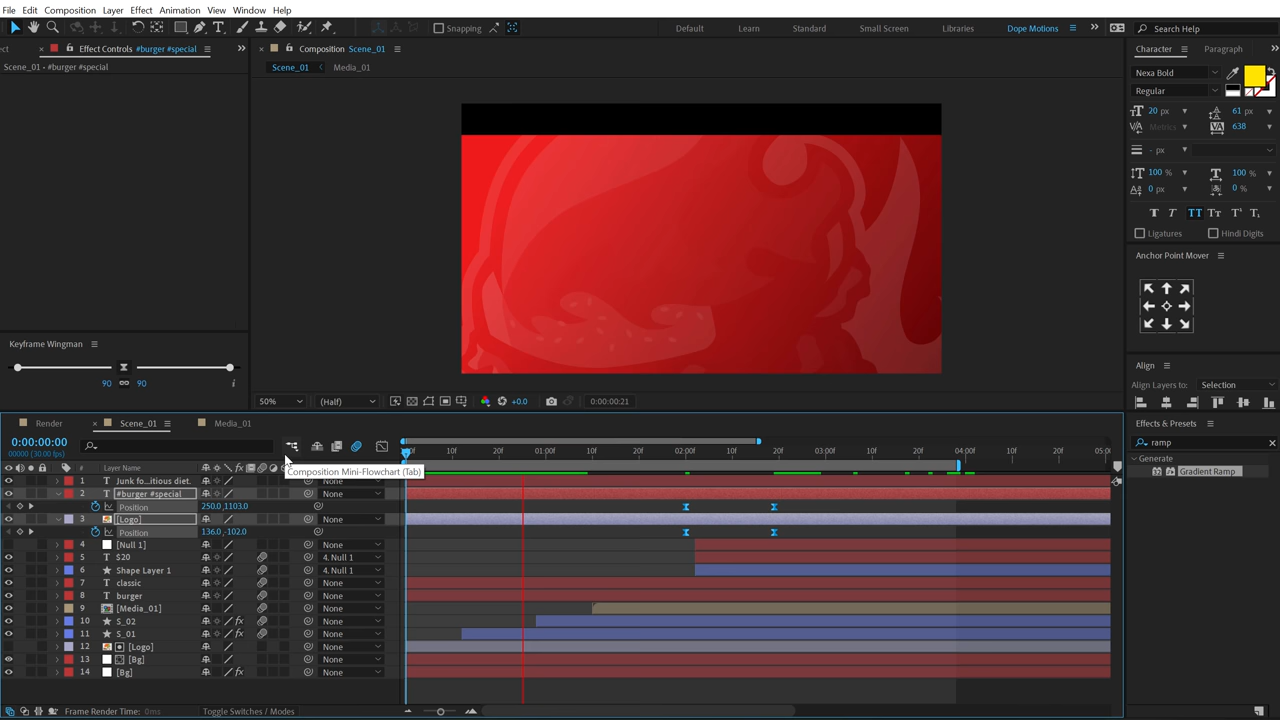 File Edit Composition Layer Effect Animation View Window Help
Snapping
Default Learn Standard Small Screen Libraries Dope Motions
Search Help
Effect Controls #burger #special
Scene_01 - #burger #special
Composition Scene_01
Scene_01 Media_01
Character Paragraph
Nexa Bold
Regular
20 px 61 px
Metrics 638
- px
100 % 100 %
0 px 0 %
TT
Ligatures Hindi Digits
Anchor Point Mover
Align
Align Layers to: Selection
Keyframe Wingman
90 90
50% (Half) +0.0 0:00:00:21
Render Scene_01 Media_01
0:00:00:00
00000 (30.00 fps)
Effects & Presets
ramp
Generate
Gradient Ramp
10f 20f 01:00f 10f 20f 02:00f 10f 20f 03:00f 10f 20f 04:00f 10f 20f 05:0
# Layer Name
Composition Mini-Flowchart (Tab)
1 Junk fo...itious diet. None
2 #burger #special None
Position 250.0,1103.0
3 [Logo] None
Position 136.0,-102.0
4 [Null 1] None
5 $20 4. Null 1
6 Shape Layer 1 4. Null 1
7 classic None
8 burger None
9 [Media_01] None
10 S_02 None
11 S_01 None
12 [Logo] None
13 [Bg] None
14 [Bg] None
Frame Render Time: 0ms Toggle Switches / Modes